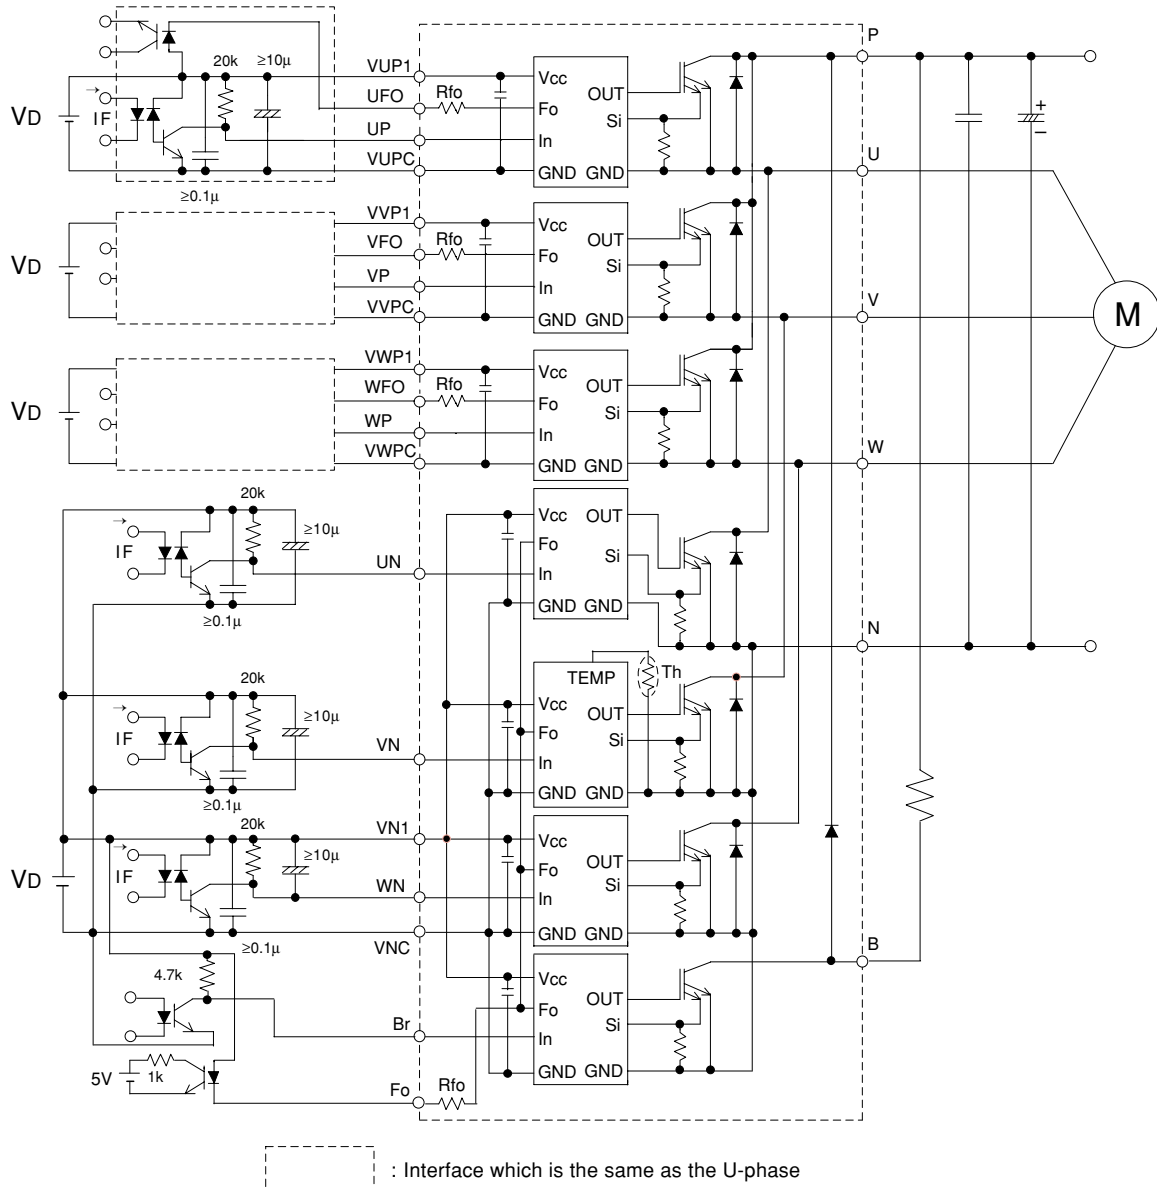 P
20k
≥10µ
VUP1
Vcc
UFO
Rfo
OUT
Fo
Si
+
−
VD
→
IF
UP
In
VUPC
GND GND
U
≥0.1µ
VVP1
Vcc
VFO
Rfo
OUT
Fo
Si
VD
VP
In
V
VVPC
GND GND
M
VWP1
Vcc
WFO
Rfo
OUT
Fo
Si
VD
WP
In
W
VWPC
GND GND
20k
→
IF
≥10µ
Vcc
OUT
Fo
Si
UN
In
GND GND
≥0.1µ
N
TEMP
Th
20k
→
IF
≥10µ
Vcc
OUT
Fo
Si
VN
In
GND GND
≥0.1µ
20k
VN1
Vcc
→
IF
≥10µ
OUT
Fo
Si
VD
WN
In
GND GND
VNC
≥0.1µ
B
4.7k
Vcc
OUT
Fo
Si
Br
In
5V
1k
GND GND
Fo
Rfo
: Interface which is the same as the U-phase